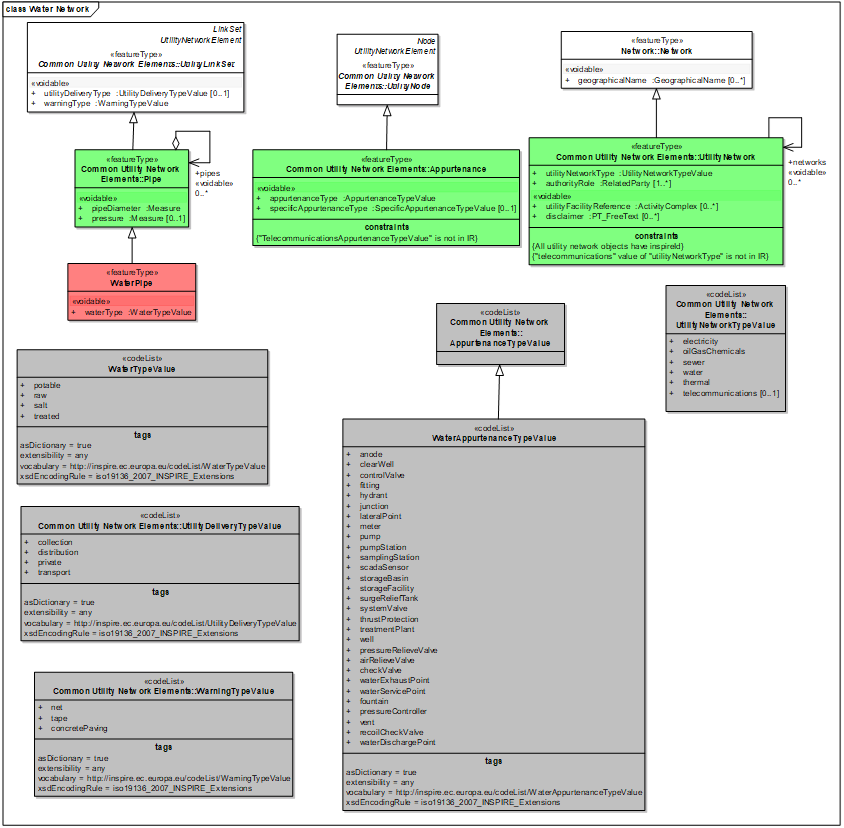 class Water Network
LinkSet
UtilityNetworkElement
«featureType»
Common Utility Network Elements::UtilityLinkSet
«voidable»
+ utilityDeliveryType :UtilityDeliveryTypeValue [0..1]
+ warningType :WarningTypeValue
Node
UtilityNetworkElement
«featureType»
Common Utility Network
Elements::UtilityNode
«featureType»
Network::Network
«voidable»
+ geographicalName :GeographicalName [0..*]
«featureType»
Common Utility Network
Elements::Pipe
«voidable»
+ pipeDiameter :Measure
+ pressure :Measure [0..1]
+pipes
«voidable»
0..*
«featureType»
Common Utility Network Elements::Appurtenance
«voidable»
+ appurtenanceType :AppurtenanceTypeValue
+ specificAppurtenanceType :SpecificAppurtenanceTypeValue [0..1]
constraints
{"TelecommunicationsAppurtenanceTypeValue" is not in IR}
«featureType»
Common Utility Network Elements::UtilityNetwork
+ utilityNetworkType :UtilityNetworkTypeValue
+ authorityRole :RelatedParty [1..*]
«voidable»
+ utilityFacilityReference :ActivityComplex [0..*]
+ disclaimer :PT_FreeText [0..*]
constraints
{All utility network objects have inspireId}
{"telecommunications" value of "utilityNetworkType" is not in IR}
+networks
«voidable»
0..*
«featureType»
WaterPipe
«voidable»
+ waterType :WaterTypeValue
«codeList»
Common Utility Network
Elements::
AppurtenanceTypeValue
«codeList»
Common Utility Network
Elements::
UtilityNetworkTypeValue
+ electricity
+ oilGasChemicals
+ sewer
+ water
+ thermal
+ telecommunications [0..1]
«codeList»
WaterTypeValue
+ potable
+ raw
+ salt
+ treated
tags
asDictionary = true
extensibility = any
vocabulary = http://inspire.ec.europa.eu/codeList/WaterTypeValue
xsdEncodingRule = iso19136_2007_INSPIRE_Extensions
«codeList»
WaterAppurtenanceTypeValue
+ anode
+ clearWell
+ controlValve
+ fitting
+ hydrant
+ junction
+ lateralPoint
+ meter
+ pump
+ pumpStation
+ samplingStation
+ scadaSensor
+ storageBasin
+ storageFacility
+ surgeReliefTank
+ systemValve
+ thrustProtection
+ treatmentPlant
+ well
+ pressureRelieveValve
+ airRelieveValve
+ checkValve
+ waterExhaustPoint
+ waterServicePoint
+ fountain
+ pressureController
+ vent
+ recoilCheckValve
+ waterDischargePoint
tags
asDictionary = true
extensibility = any
vocabulary = http://inspire.ec.europa.eu/codeList/WaterAppurtenanceTypeValue
xsdEncodingRule = iso19136_2007_INSPIRE_Extensions
«codeList»
Common Utility Network Elements::UtilityDeliveryTypeValue
+ collection
+ distribution
+ private
+ transport
tags
asDictionary = true
extensibility = any
vocabulary = http://inspire.ec.europa.eu/codeList/UtilityDeliveryTypeValue
xsdEncodingRule = iso19136_2007_INSPIRE_Extensions
«codeList»
Common Utility Network Elements::WarningTypeValue
+ net
+ tape
+ concretePaving
tags
asDictionary = true
extensibility = any
vocabulary = http://inspire.ec.europa.eu/codeList/WarningTypeValue
xsdEncodingRule = iso19136_2007_INSPIRE_Extensions